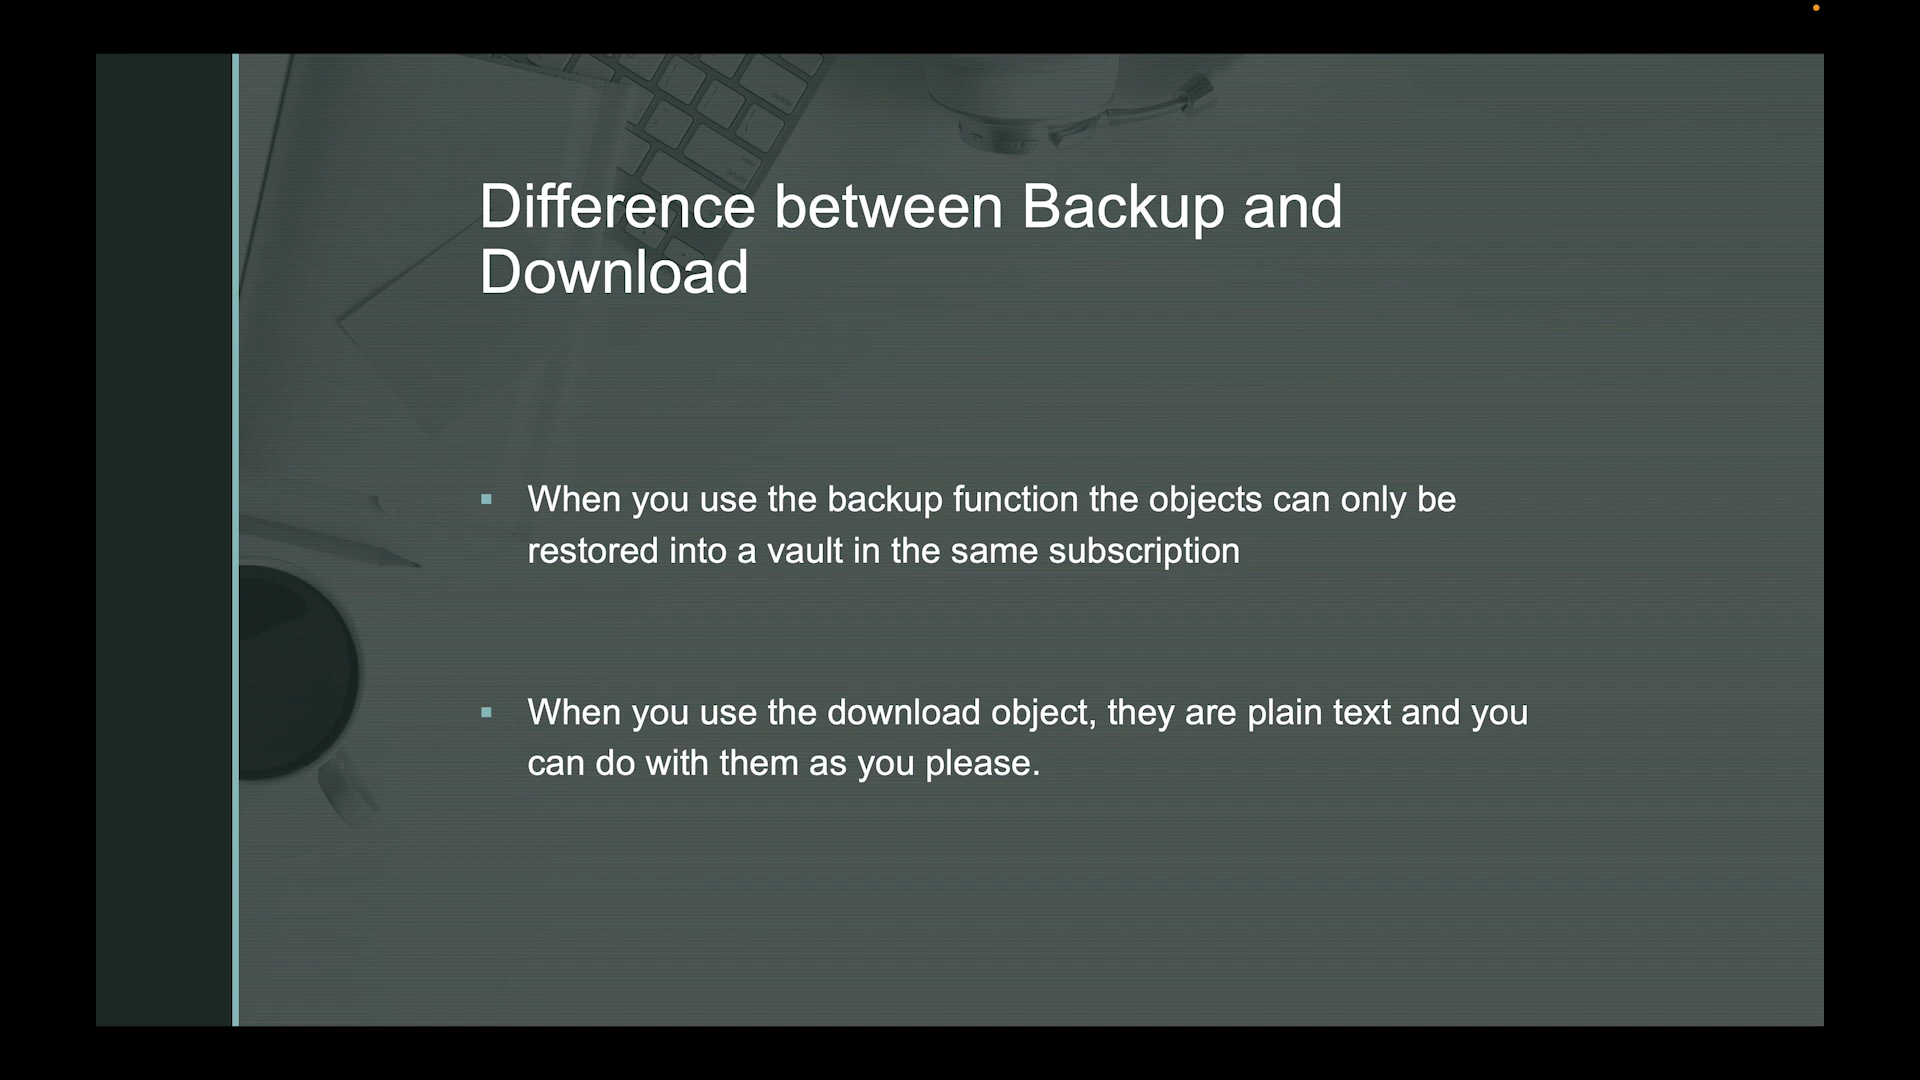 Difference between Backup and
Download
When you use the backup function the objects can only be
restored into a vault in the same subscription
When you use the download object, they are plain text and you
can do with them as you please.